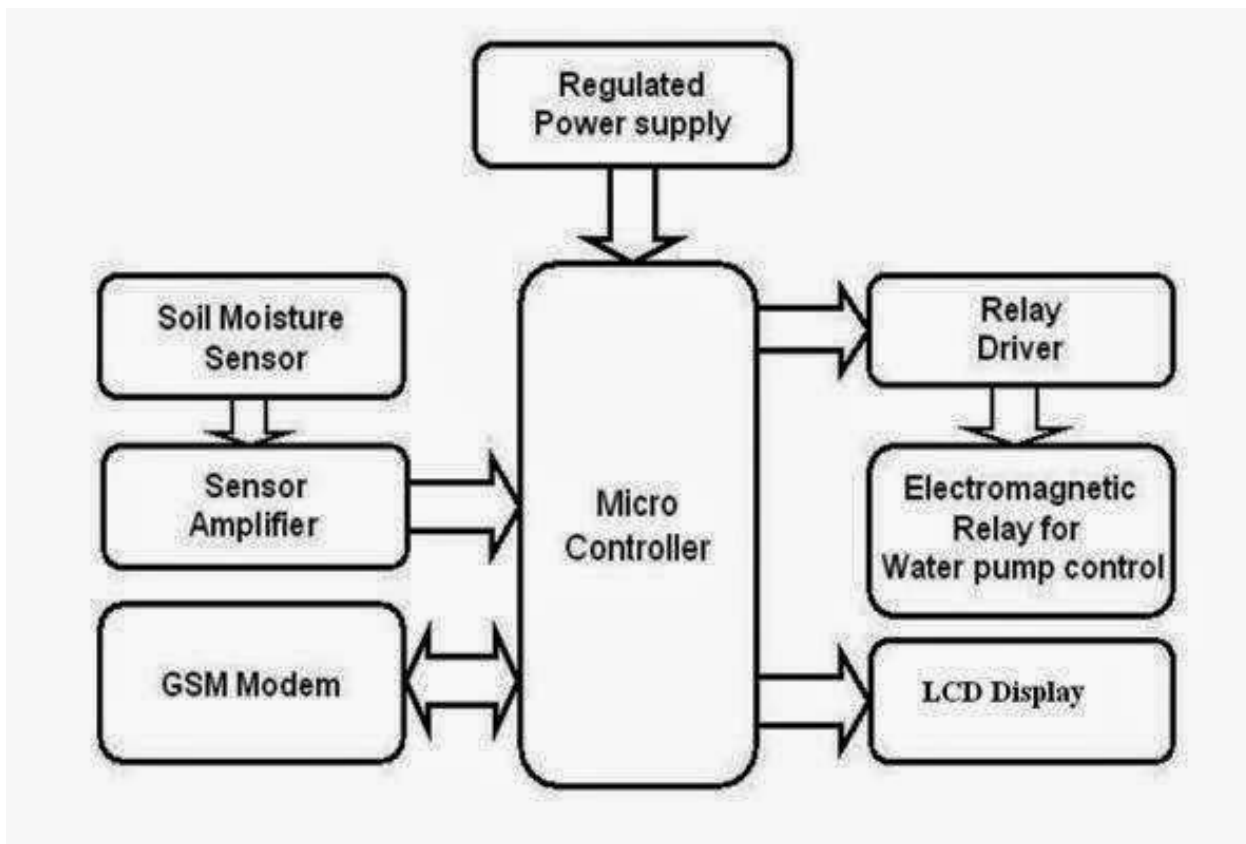 Regulated
Power supply
Soil Moisture
Sensor
Sensor
Amplifier
GSM Modem
Micro
Controller
Relay
Driver
Electromagnetic
Relay for
Water pump control
LCD Display